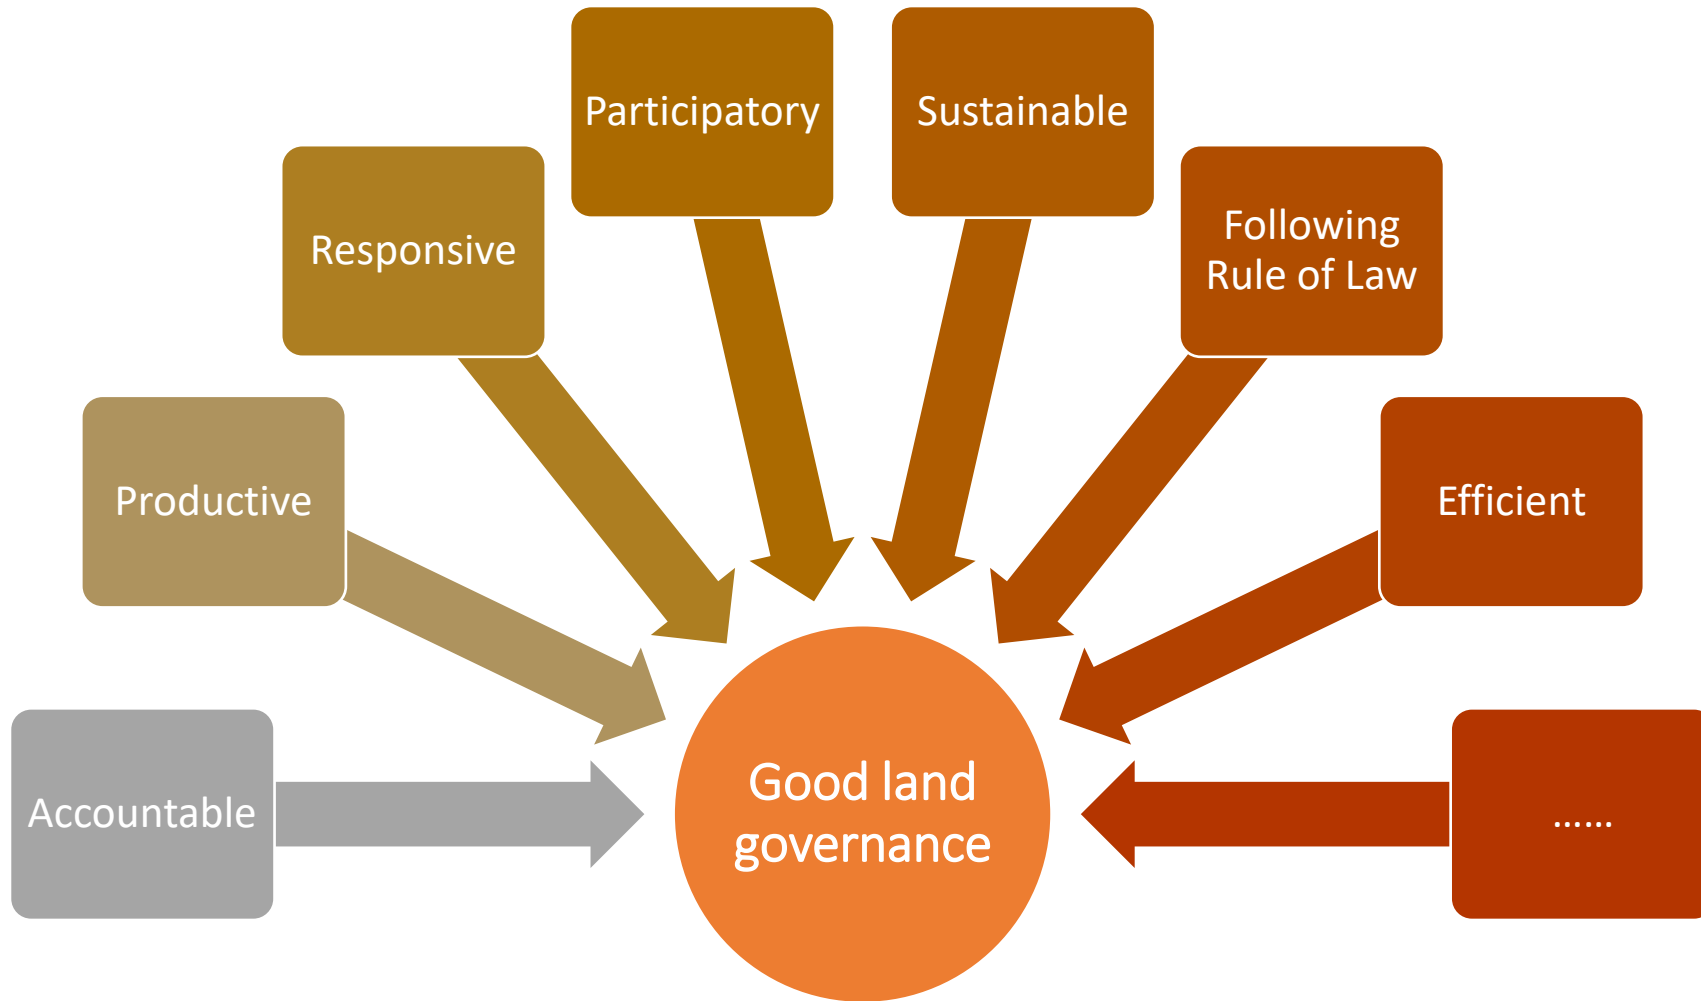 Participatory
Sustainable
Responsive
Following
Rule of Law
Productive
Efficient
Accountable
Good land
governance
......